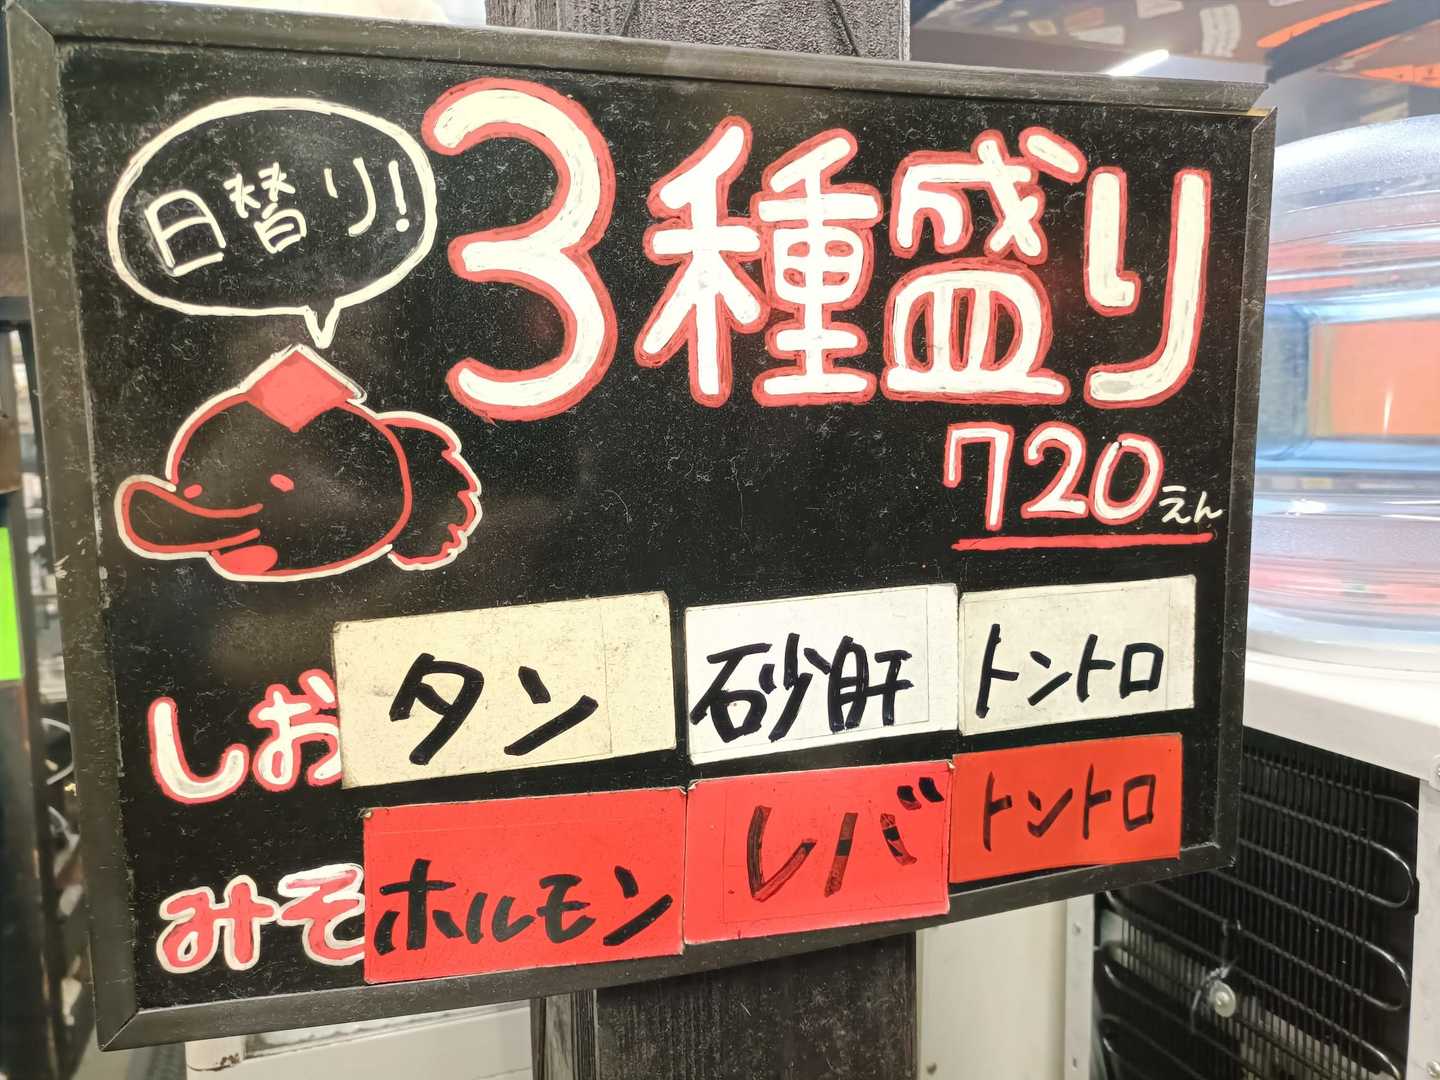 日替り!
3種盛り
720えん
しお タン 砂肝 トントロ
みそ ホルモン レバー トントロ